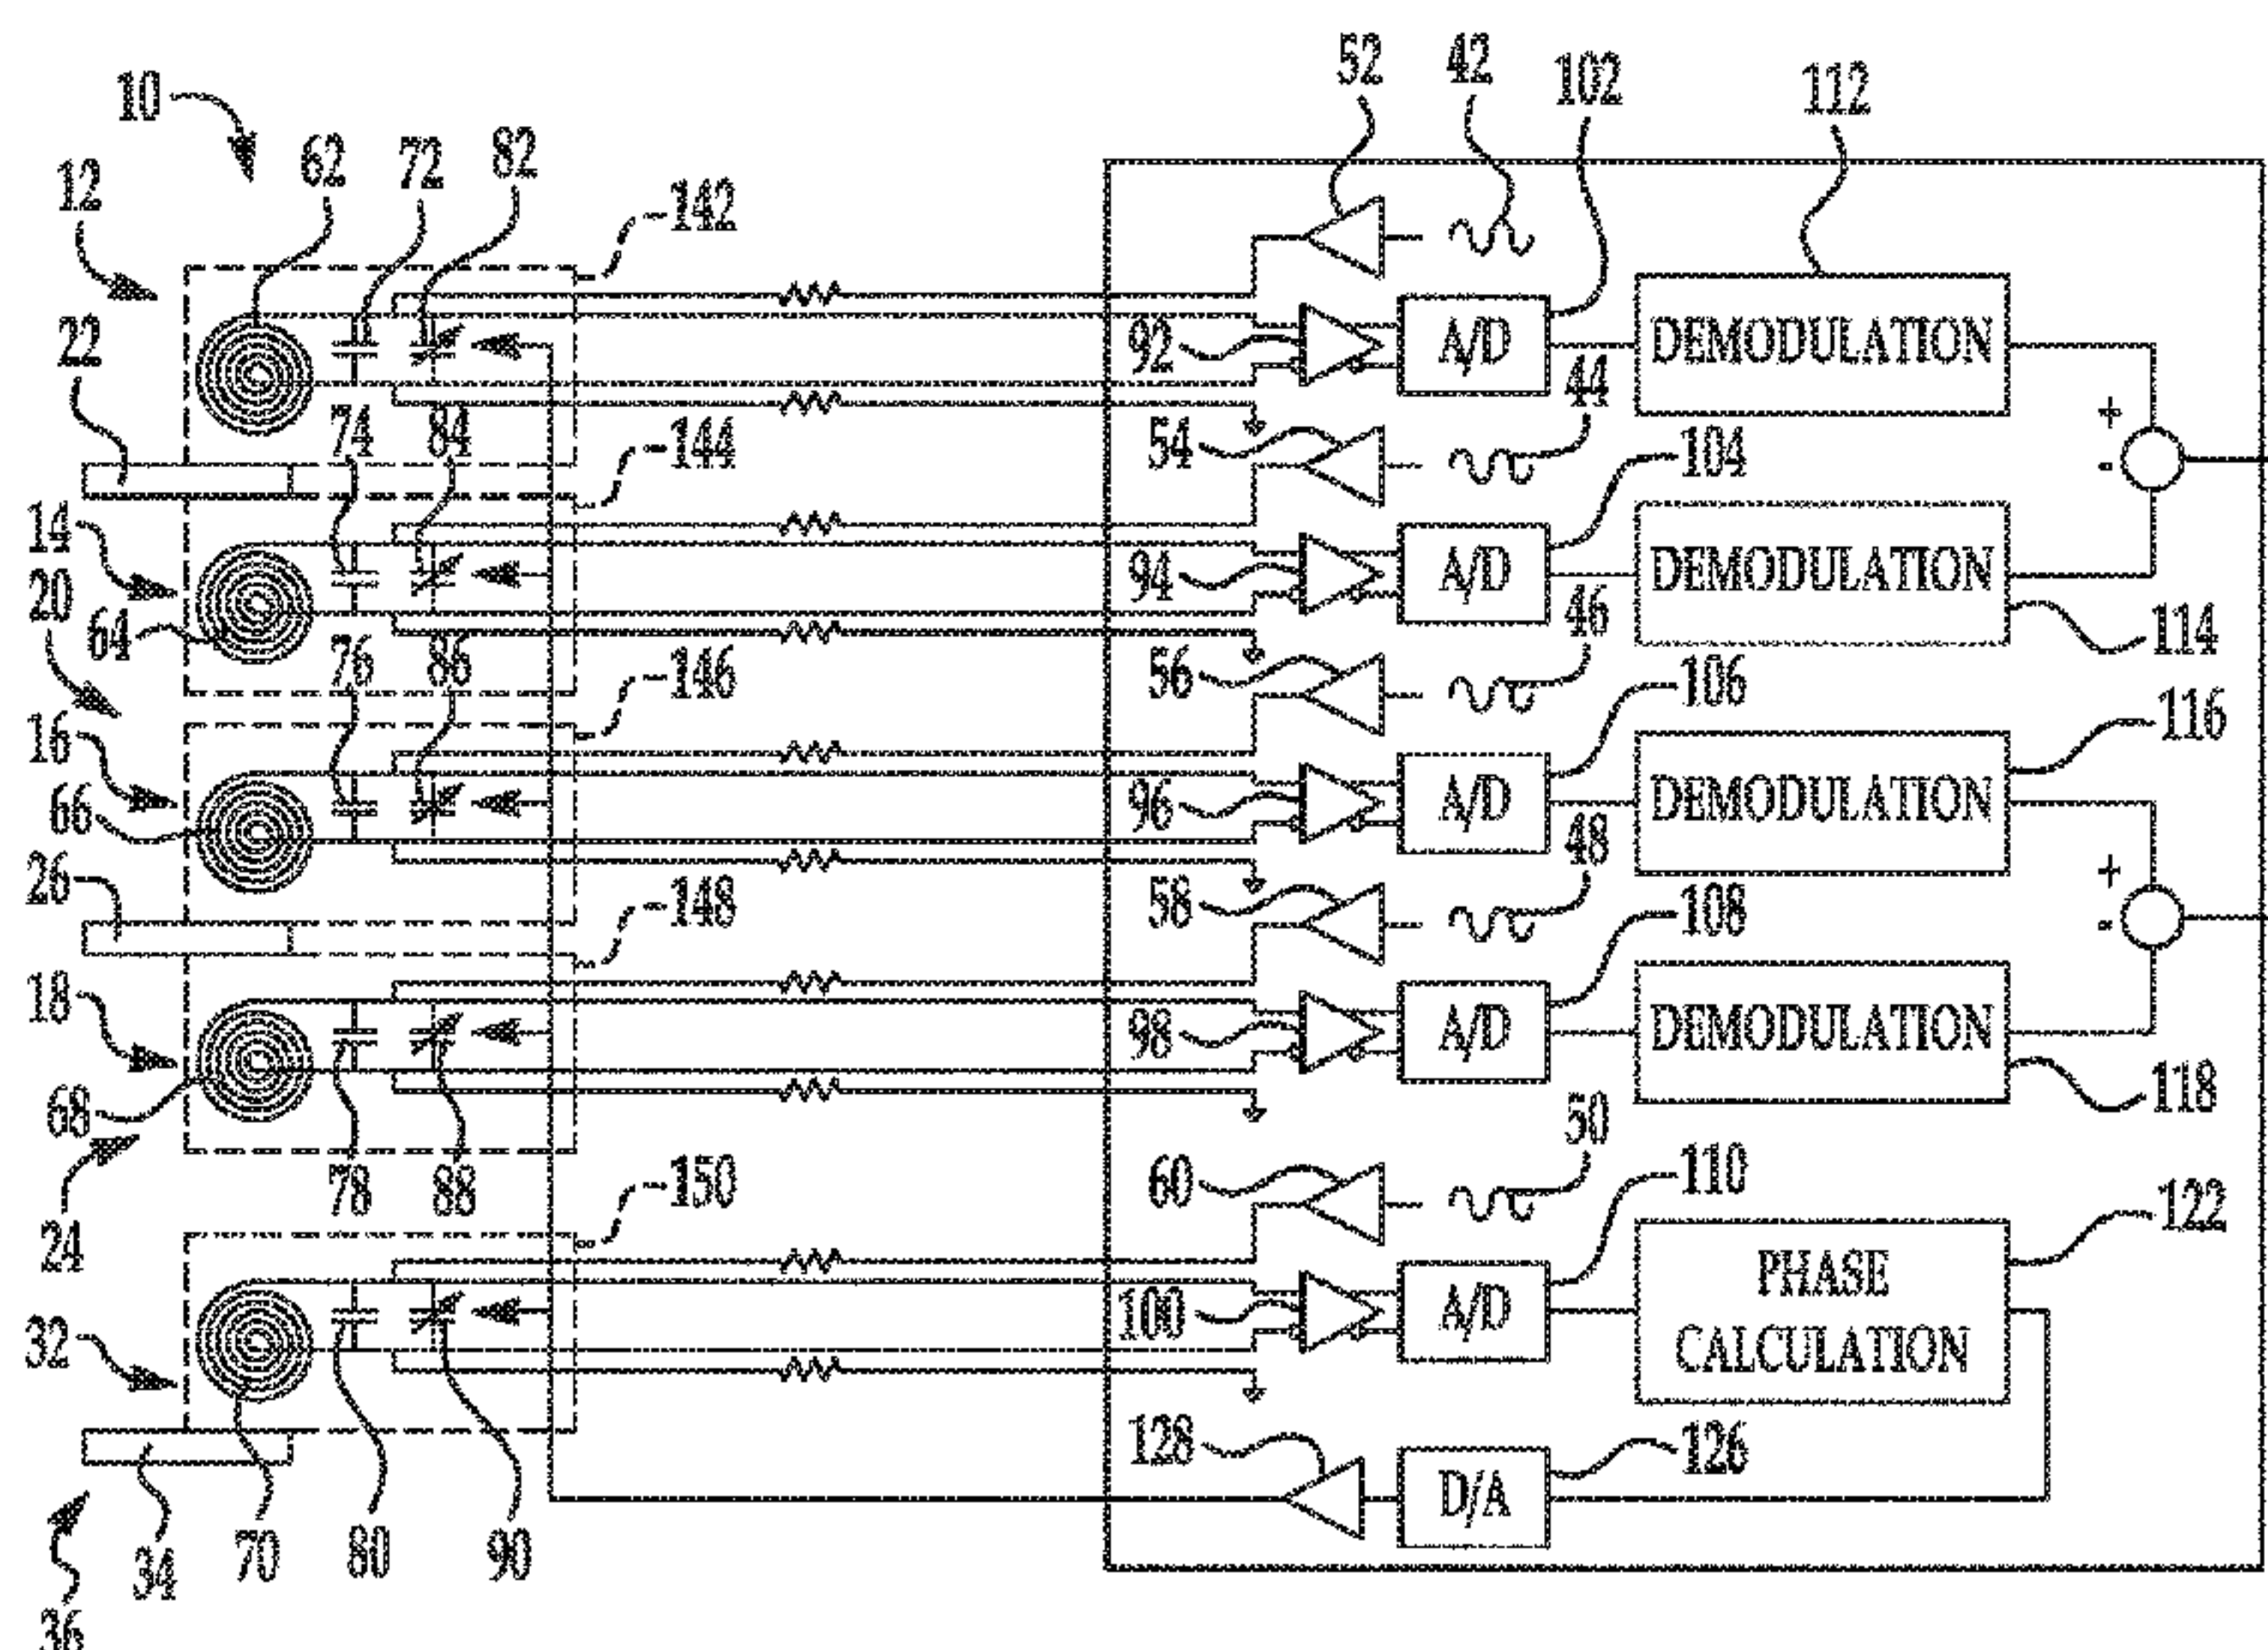 52 42 102 112
10
62 72 82
12
142
22
92 A/D DEMODULATION
44
+
-
74 84 144
54
104
14
20
64
94 A/D DEMODULATION
46
114
76 86 146
56
106
116
16
66
96 A/D DEMODULATION
48
+
-
26
148
58
108
18
68
98 A/D DEMODULATION
118
50
24
78 88 150
60
110
122
32
100 A/D PHASE
CALCULATION
128 D/A 126
36 34 70 80 90